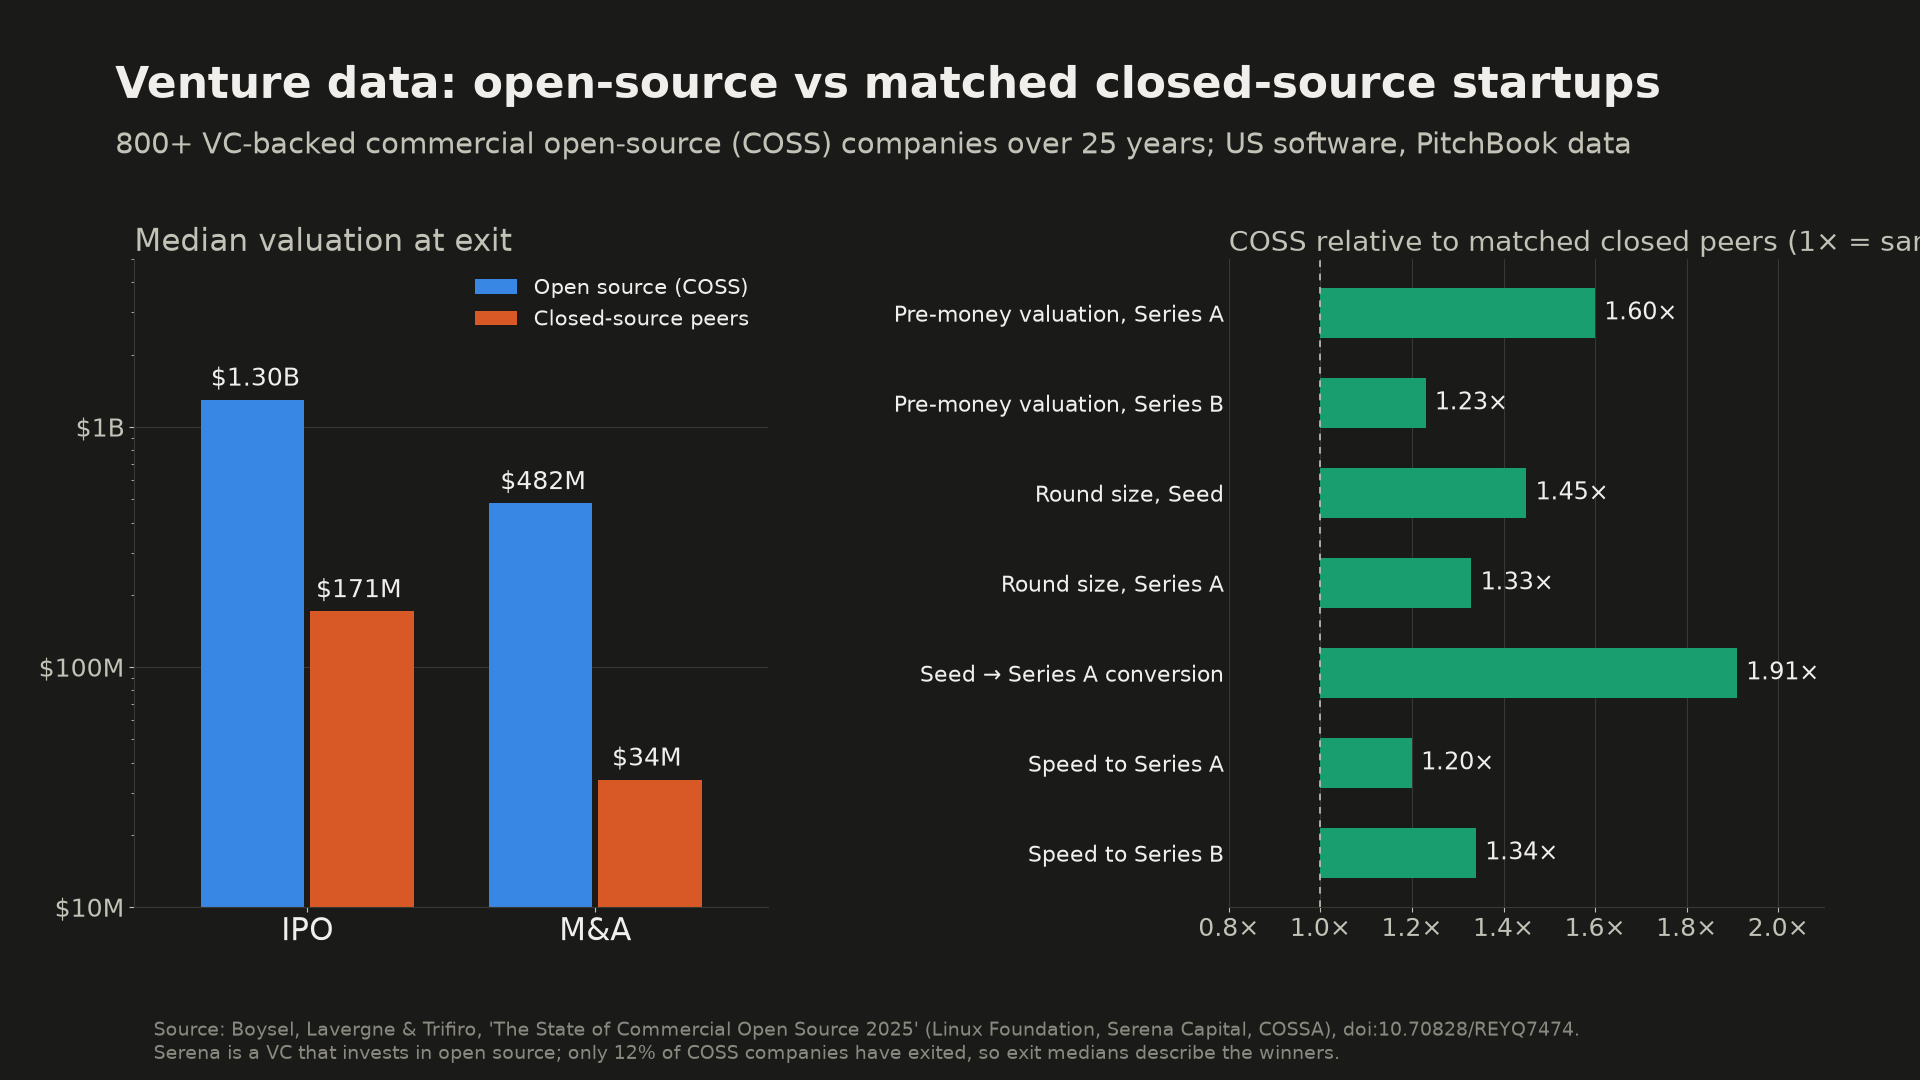 Venture data: open-source vs matched closed-source startups
800+ VC-backed commercial open-source (COSS) companies over 25 years; US software, PitchBook data
Median valuation at exit
Open source (COSS)
Closed-source peers
$1.30B
$482M
$171M
$34M
$1B
$100M
$10M
IPO
M&A
COSS relative to matched closed peers (1× =
Pre-money valuation, Series A
1.60×
Pre-money valuation, Series B
1.23×
Round size, Seed
1.45×
Round size, Series A
1.33×
Seed → Series A conversion
1.91×
Speed to Series A
1.20×
Speed to Series B
1.34×
0.8× 1.0× 1.2× 1.4× 1.6× 1.8× 2.0×
Source: Boysel, Lavergne & Trifiro, 'The State of Commercial Open Source 2025' (Linux Foundation, Serena Capital, COSSA), doi:10.70828/REYQ7474.
Serena is a VC that invests in open source; only 12% of COSS companies have exited, so exit medians describe the winners.